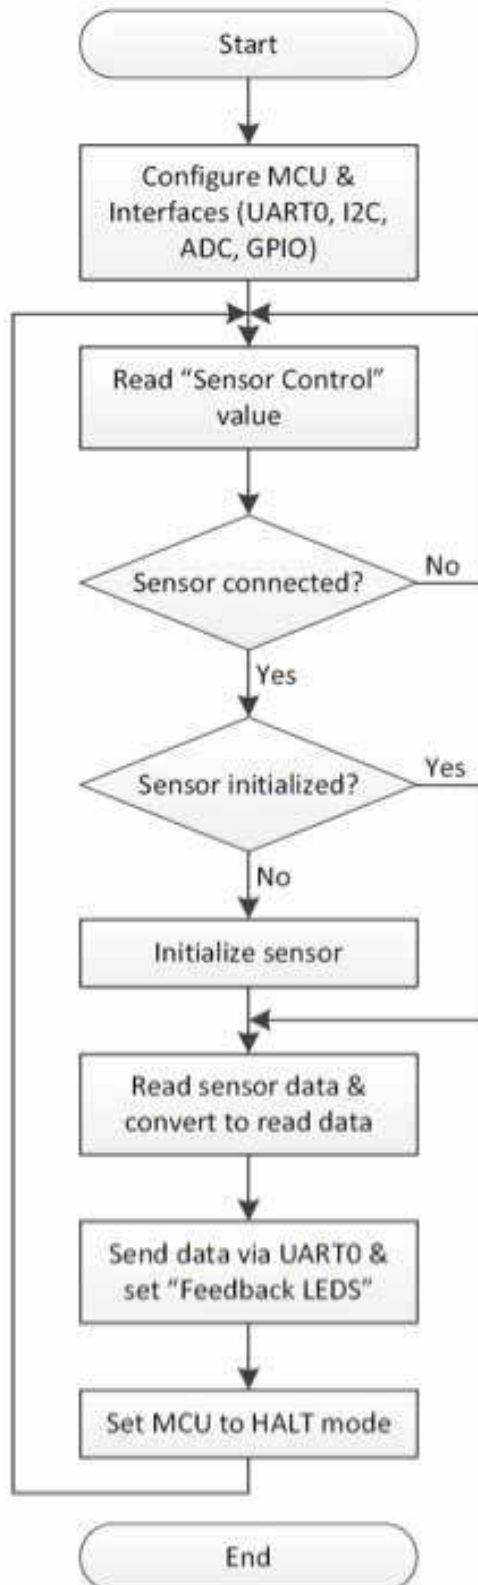 Start
Configure MCU &
Interfaces (UART0, I2C,
ADC, GPIO)
Read “Sensor Control”
value
Sensor connected?
No
Yes
Sensor initialized?
Yes
No
Initialize sensor
Read sensor data &
convert to read data
Send data via UART0 &
set “Feedback LEDS”
Set MCU to HALT mode
End